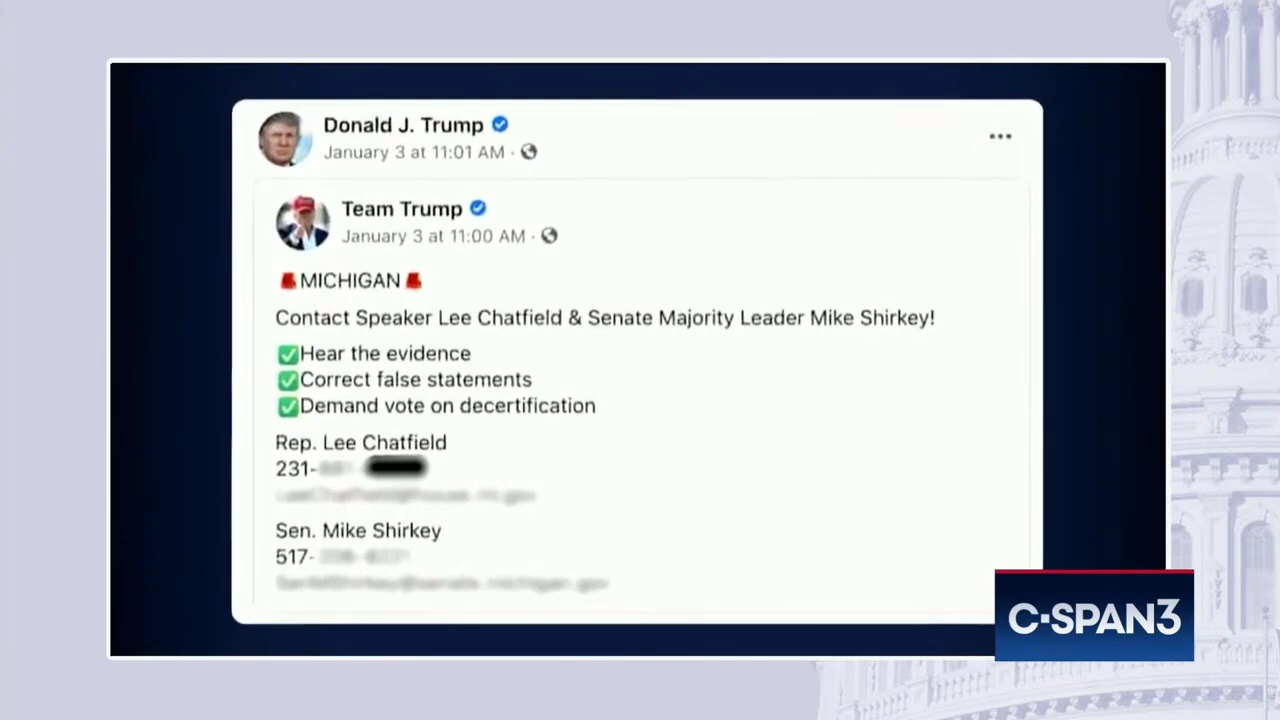 Donald J. Trump
January 3 at 11:01 AM ·
Team Trump
January 3 at 11:00 AM ·
MICHIGAN
Contact Speaker Lee Chatfield & Senate Majority Leader Mike Shirkey!
✅Hear the evidence
✅Correct false statements
✅Demand vote on decertification
Rep. Lee Chatfield
231-
Sen. Mike Shirkey
517-
C·SPAN3